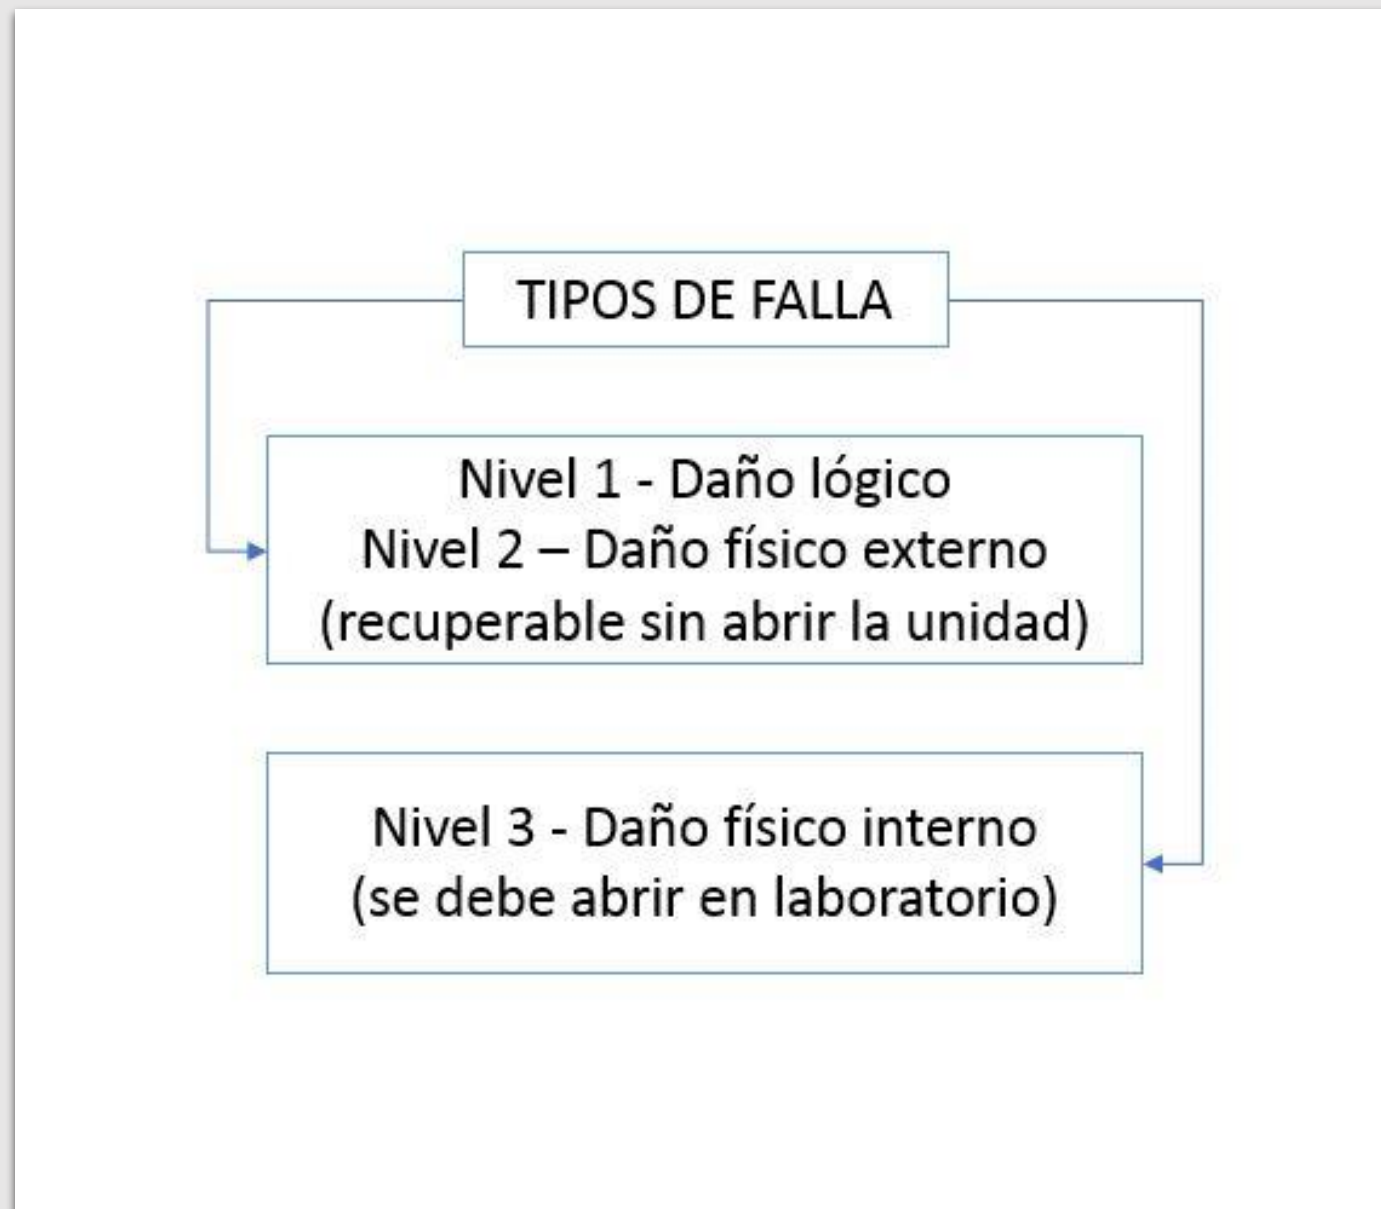 TIPOS DE FALLA
Nivel 1 - Daño lógico
Nivel 2 – Daño físico externo
(recuperable sin abrir la unidad)
Nivel 3 - Daño físico interno
(se debe abrir en laboratorio)